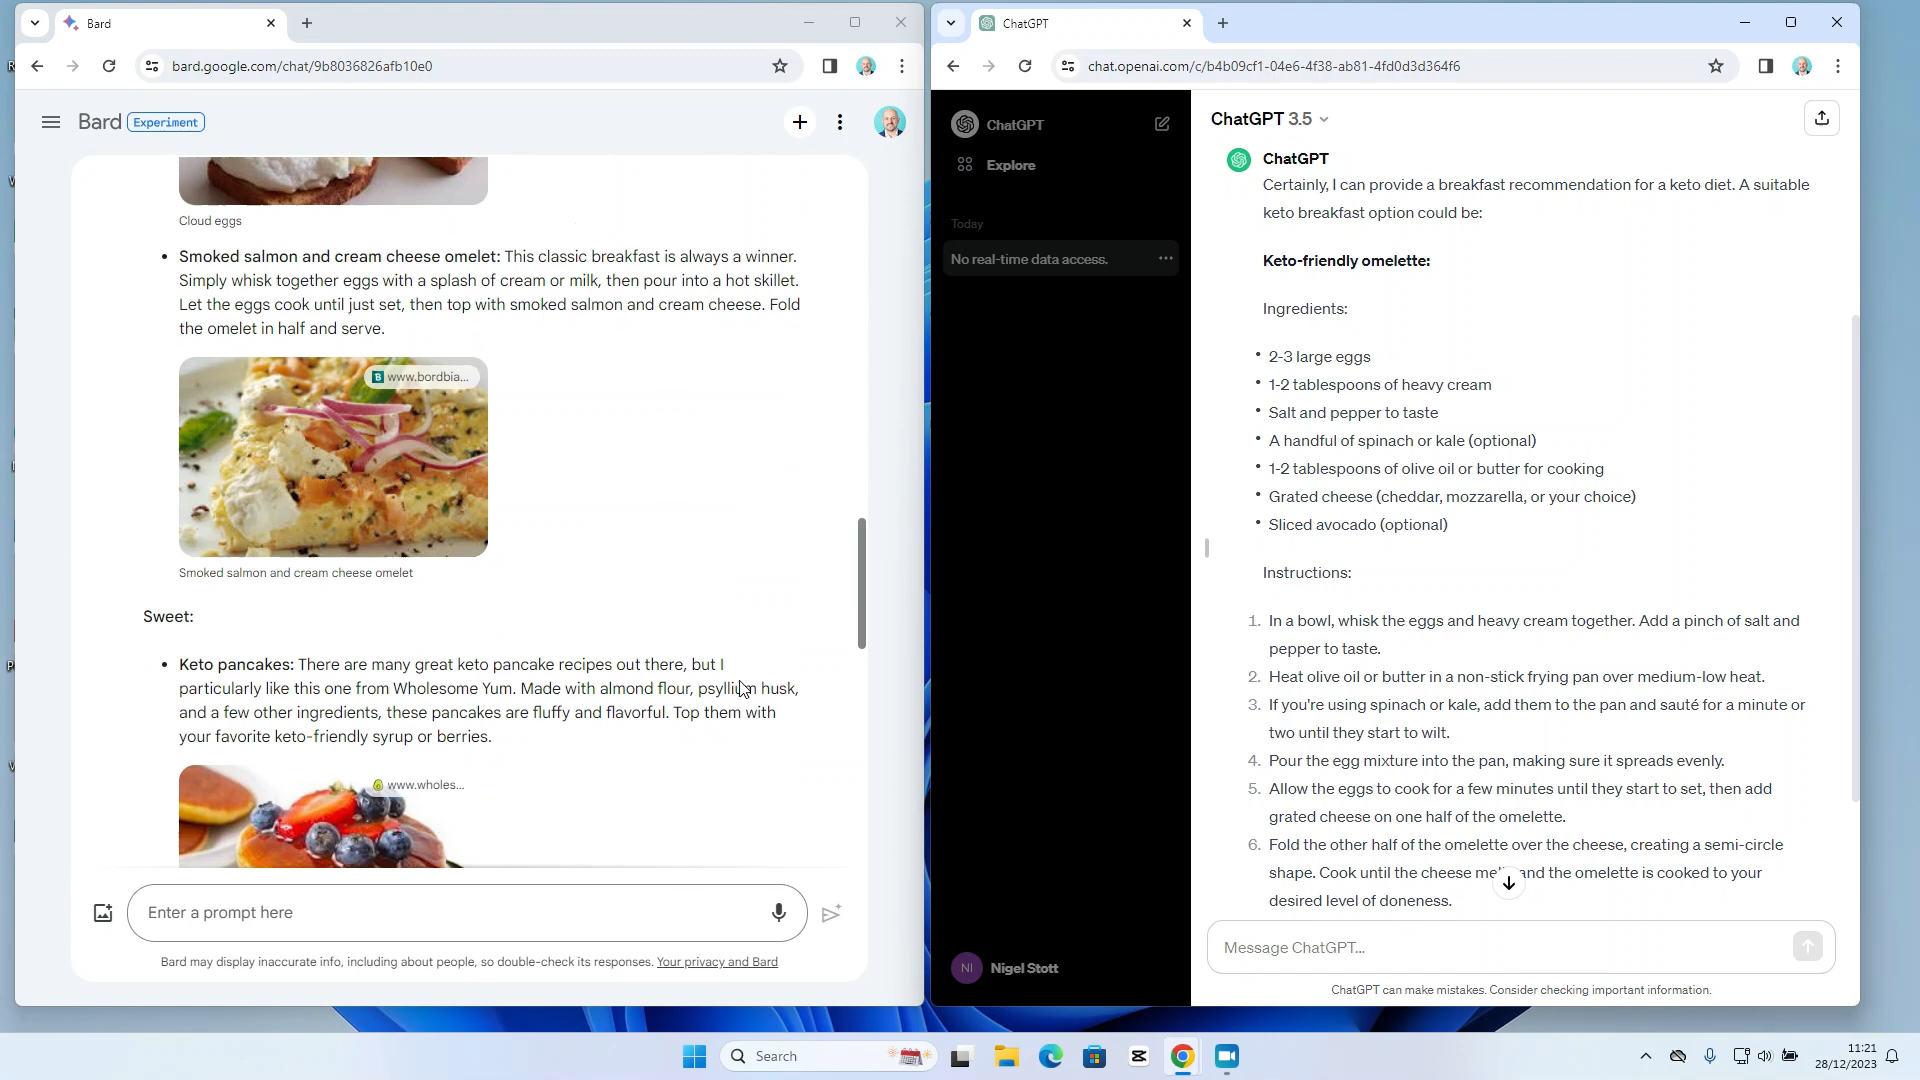 Bard
bard.google.com/chat/9b8036826afb10e0
Bard Experiment
Cloud eggs
• Smoked salmon and cream cheese omelet: This classic breakfast is always a winner.
Simply whisk together eggs with a splash of cream or milk, then pour into a hot skillet.
Let the eggs cook until just set, then top with smoked salmon and cream cheese. Fold
the omelet in half and serve.
www.bordbia...
Smoked salmon and cream cheese omelet
Sweet:
• Keto pancakes: There are many great keto pancake recipes out there, but I
particularly like this one from Wholesome Yum. Made with almond flour, psyllium husk,
and a few other ingredients, these pancakes are fluffy and flavorful. Top them with
your favorite keto-friendly syrup or berries.
www.wholes...
Enter a prompt here
Bard may display inaccurate info, including about people, so double-check its responses. Your privacy and Bard
ChatGPT
chat.openai.com/c/b4b09cf1-04e6-4f38-ab81-4fd0d3d364f6
ChatGPT
Explore
Today
No real-time data access.
NI Nigel Stott
ChatGPT 3.5
ChatGPT
Certainly, I can provide a breakfast recommendation for a keto diet. A suitable
keto breakfast option could be:
Keto-friendly omelette:
Ingredients:
• 2-3 large eggs
• 1-2 tablespoons of heavy cream
• Salt and pepper to taste
• A handful of spinach or kale (optional)
• 1-2 tablespoons of olive oil or butter for cooking
• Grated cheese (cheddar, mozzarella, or your choice)
• Sliced avocado (optional)
Instructions:
1. In a bowl, whisk the eggs and heavy cream together. Add a pinch of salt and
pepper to taste.
2. Heat olive oil or butter in a non-stick frying pan over medium-low heat.
3. If you're using spinach or kale, add them to the pan and sauté for a minute or
two until they start to wilt.
4. Pour the egg mixture into the pan, making sure it spreads evenly.
5. Allow the eggs to cook for a few minutes until they start to set, then add
grated cheese on one half of the omelette.
6. Fold the other half of the omelette over the cheese, creating a semi-circle
shape. Cook until the cheese and the omelette is cooked to your
desired level of doneness.
Message ChatGPT...
ChatGPT can make mistakes. Consider checking important information.
Search
11:21
28/12/2023